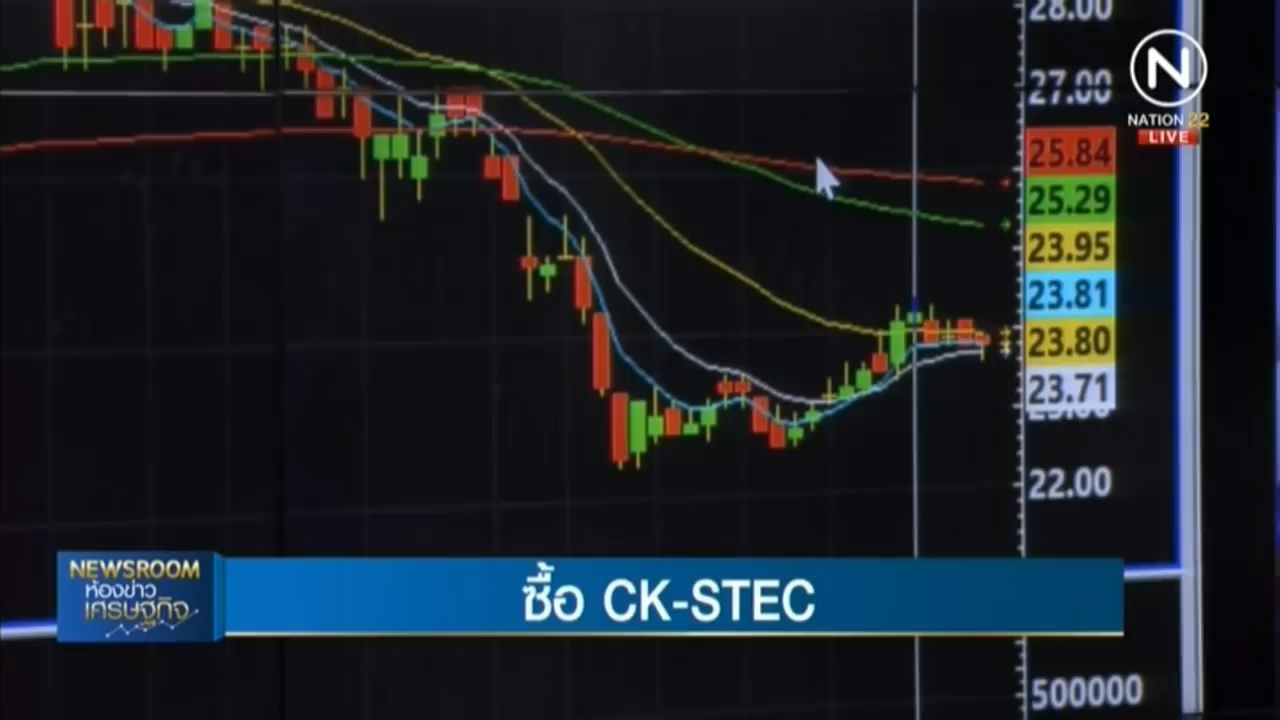 28.00
27.00
N
NATION 22
LIVE
25.84
25.29
23.95
23.81
23.80
23.71
22.00
NEWSROOM
ห้องข่าว
เศรษฐกิจ
ซื้อ CK-STEC
500000